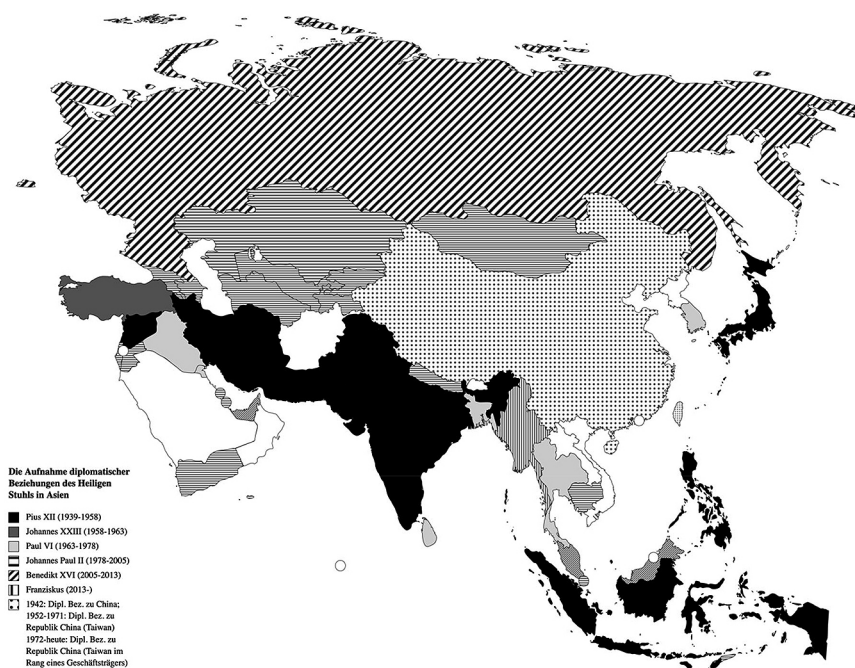 Die Aufnahme diplomatischer
Beziehungen des Heiligen
Stuhls in Asien
Pius XII (1939-1958)
Johannes XXIII (1958-1963)
Paul VI (1963-1978)
Johannes Paul II (1978-2005)
Benedikt XVI (2005-2013)
Franziskus (2013-)
1942: Dipl. Bez. zu China;
1952-1971: Dipl. Bez. zu
Republik China (Taiwan)
1972-heute: Dipl. Bez. zu
Republik China (Taiwan im
Rang eines Geschäftsträgers)